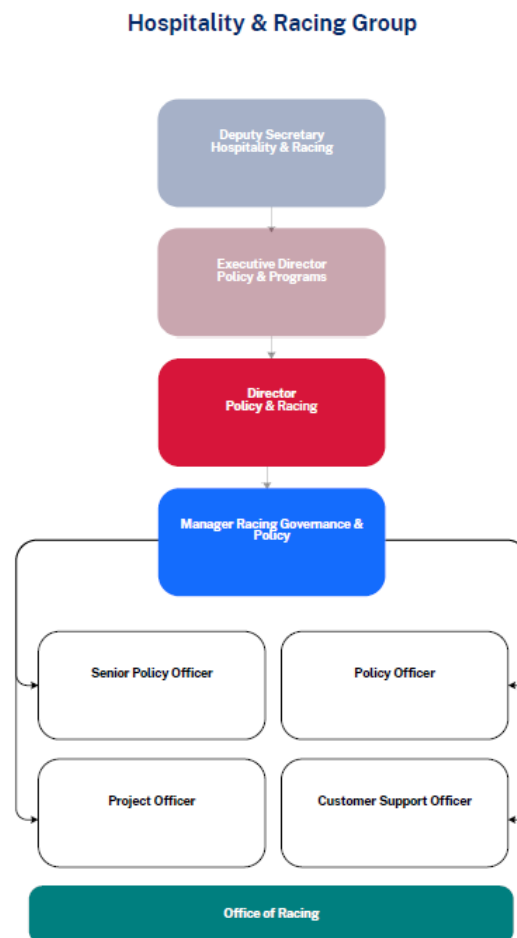 Hospitality & Racing Group
Deputy Secretary
Hospitality & Racing
Executive Director
Policy & Programs
Director
Policy & Racing
Manager Racing Governance &
Policy
Senior Policy Officer
Policy Officer
Project Officer
Customer Support Officer
Office of Racing